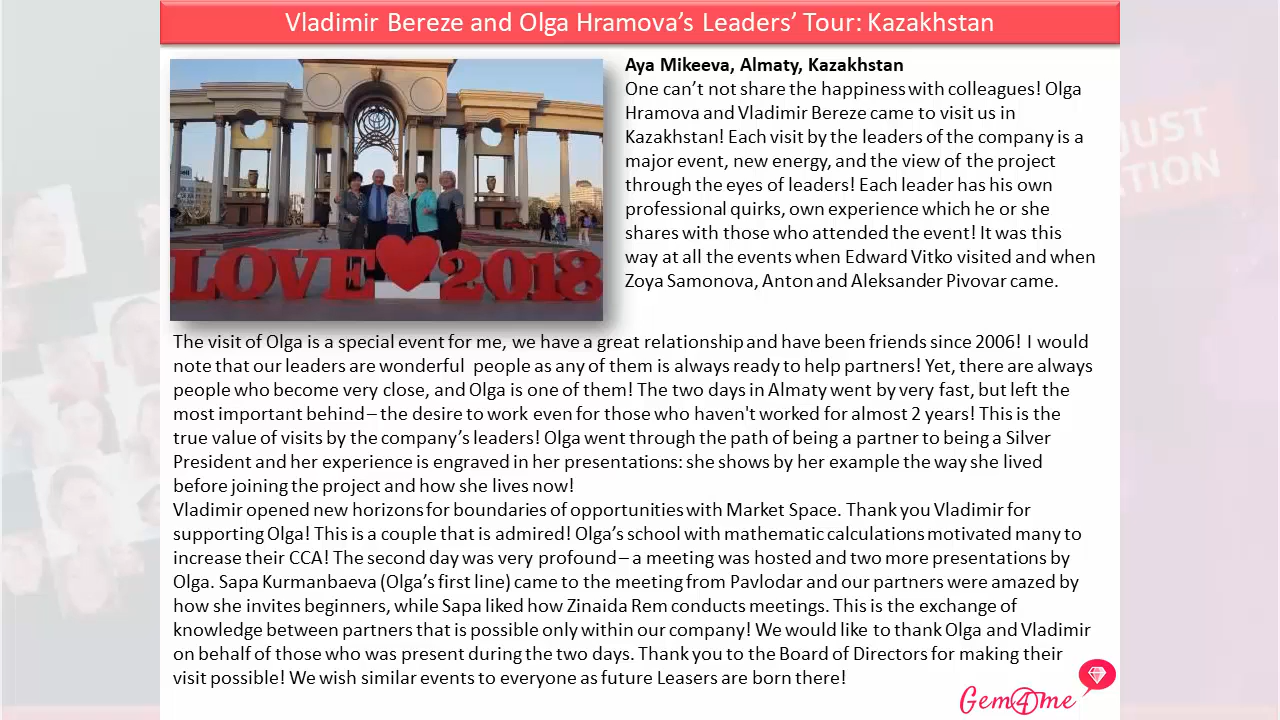 Vladimir Bereze and Olga Hramova’s Leaders’ Tour: Kazakhstan
Aya Mikeeva, Almaty, Kazakhstan
One can’t not share the happiness with colleagues! Olga
Hramova and Vladimir Bereze came to visit us in
Kazakhstan! Each visit by the leaders of the company is a
major event, new energy, and the view of the project
through the eyes of leaders! Each leader has his own
professional quirks, own experience which he or she
shares with those who attended the event! It was this
way at all the events when Edward Vitko visited and when
Zoya Samonova, Anton and Aleksander Pivovar came.
LOVE 2018
The visit of Olga is a special event for me, we have a great relationship and have been friends since 2006! I would
note that our leaders are wonderful  people as any of them is always ready to help partners! Yet, there are always
people who become very close, and Olga is one of them! The two days in Almaty went by very fast, but left the
most important behind – the desire to work even for those who haven't worked for almost 2 years! This is the
true value of visits by the company’s leaders! Olga went through the path of being a partner to being a Silver
President and her experience is engraved in her presentations: she shows by her example the way she lived
before joining the project and how she lives now!
Vladimir opened new horizons for boundaries of opportunities with Market Space. Thank you Vladimir for
supporting Olga! This is a couple that is admired! Olga’s school with mathematic calculations motivated many to
increase their CCA! The second day was very profound – a meeting was hosted and two more presentations by
Olga. Sapa Kurmanbaeva (Olga’s first line) came to the meeting from Pavlodar and our partners were amazed by
how she invites beginners, while Sapa liked how Zinaida Rem conducts meetings. This is the exchange of
knowledge between partners that is possible only within our company! We would like to thank Olga and Vladimir
on behalf of those who was present during the two days. Thank you to the Board of Directors for making their
visit possible! We wish similar events to everyone as future Leasers are born there!
Gem4me
JUST
TION